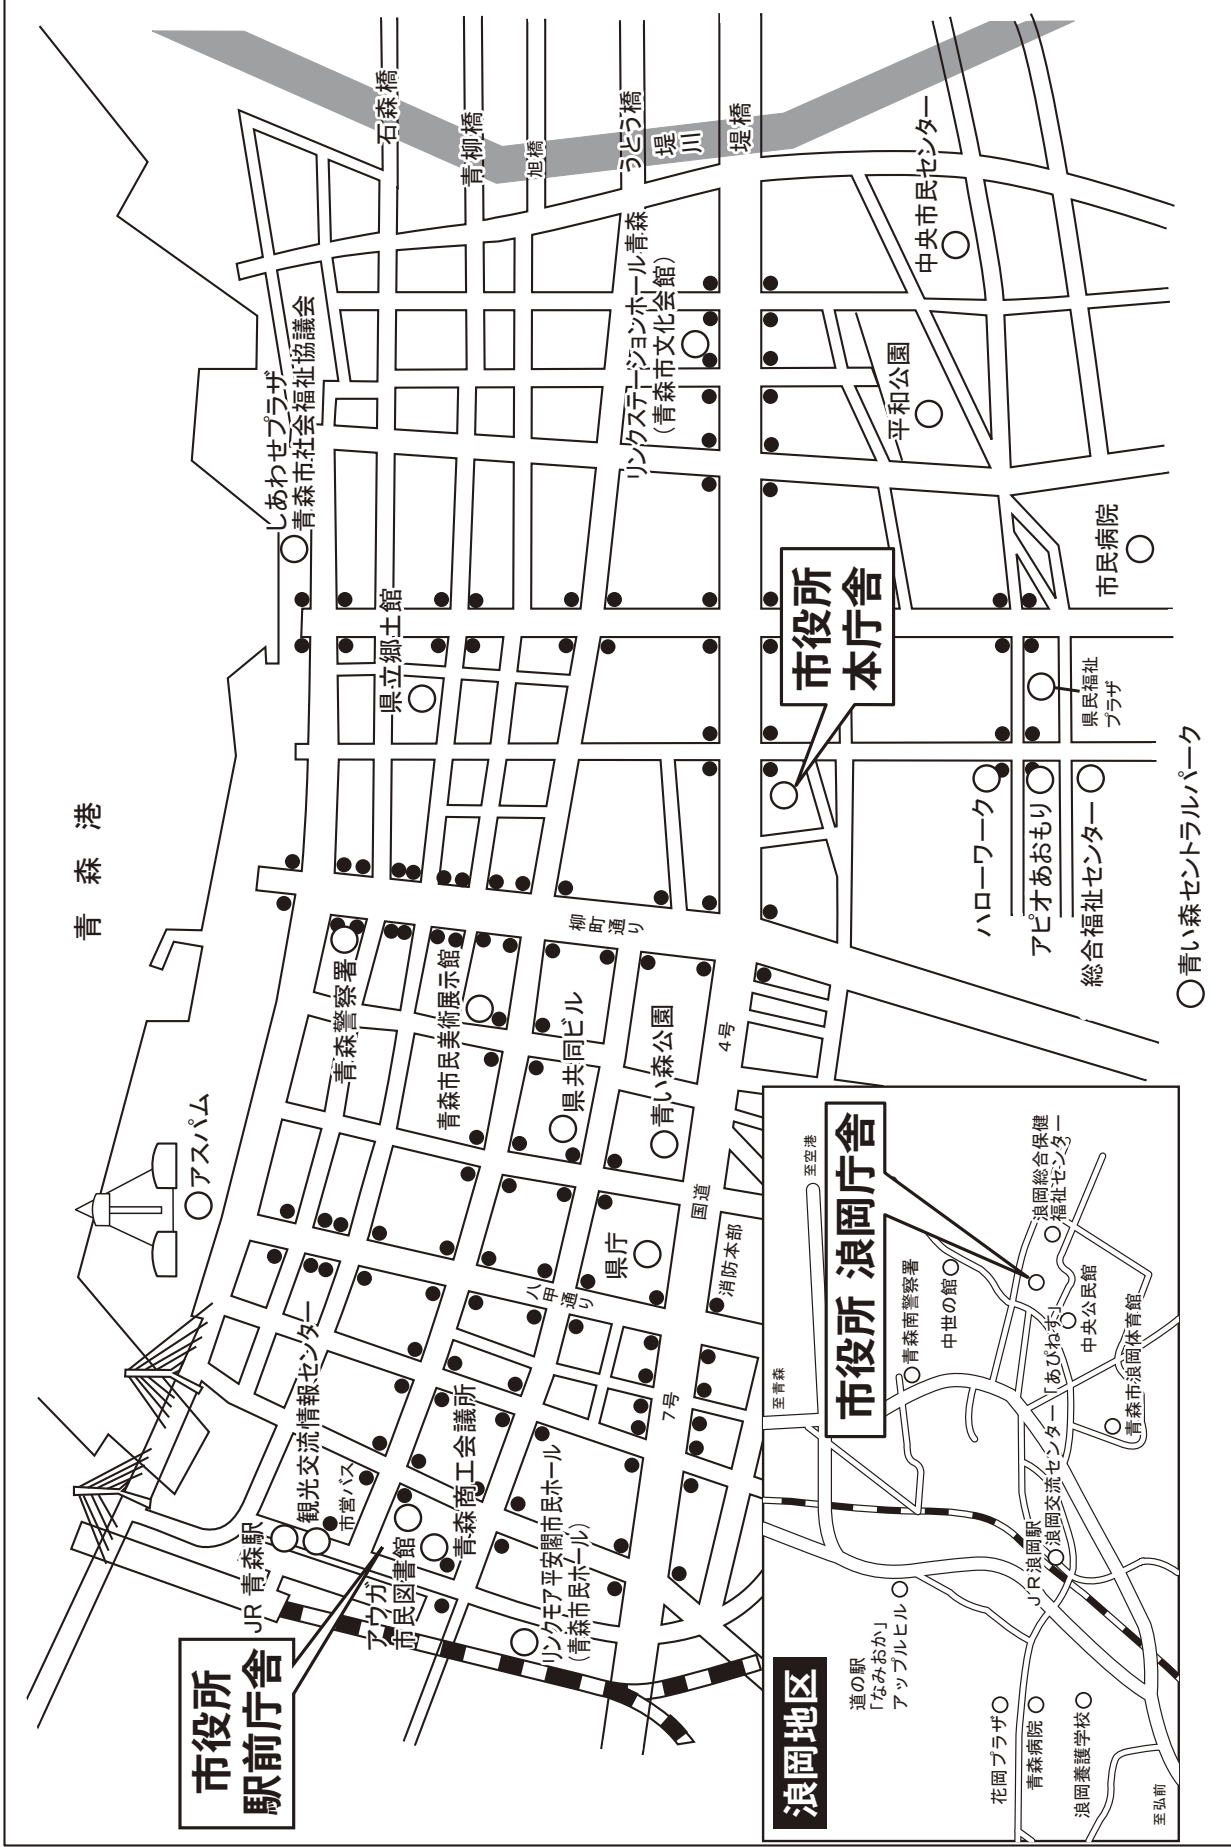 青森港
石森橋
青柳橋
旭橋
うとう橋
堤川
堤橋
中央市民センター
リンクステーションホール青森
（青森市文化会館）
平和公園
しあわせプラザ
青森市社会福祉協議会
市民病院
県立郷土館
市役所
本庁舎
県民福祉
プラザ
ハローワーク
アピオあおもり
総合福祉センター
青い森セントラルパーク
柳町通り
青森警察署
青森市民美術展示館
県共同ビル
青い森公園
4号
国道
アスパム
県庁
消防本部
八甲通り
7号
観光交流情報センター
市営バス
JR 青森駅
アウガ
市民図書館
青森商工会議所
リンクモア平安閣市民ホール
（青森市民ホール）
市役所
駅前庁舎
浪岡地区
市役所 浪岡庁舎
至空港
至青森
浪岡総合保健
福祉センター
青森南警察署
中世の館
中央公民館
青森市浪岡体育館
浪岡交流センター「あぴねす」
JR浪岡駅
道の駅
「なみおか」
アップルヒル
花岡プラザ
青森病院
浪岡養護学校
至弘前